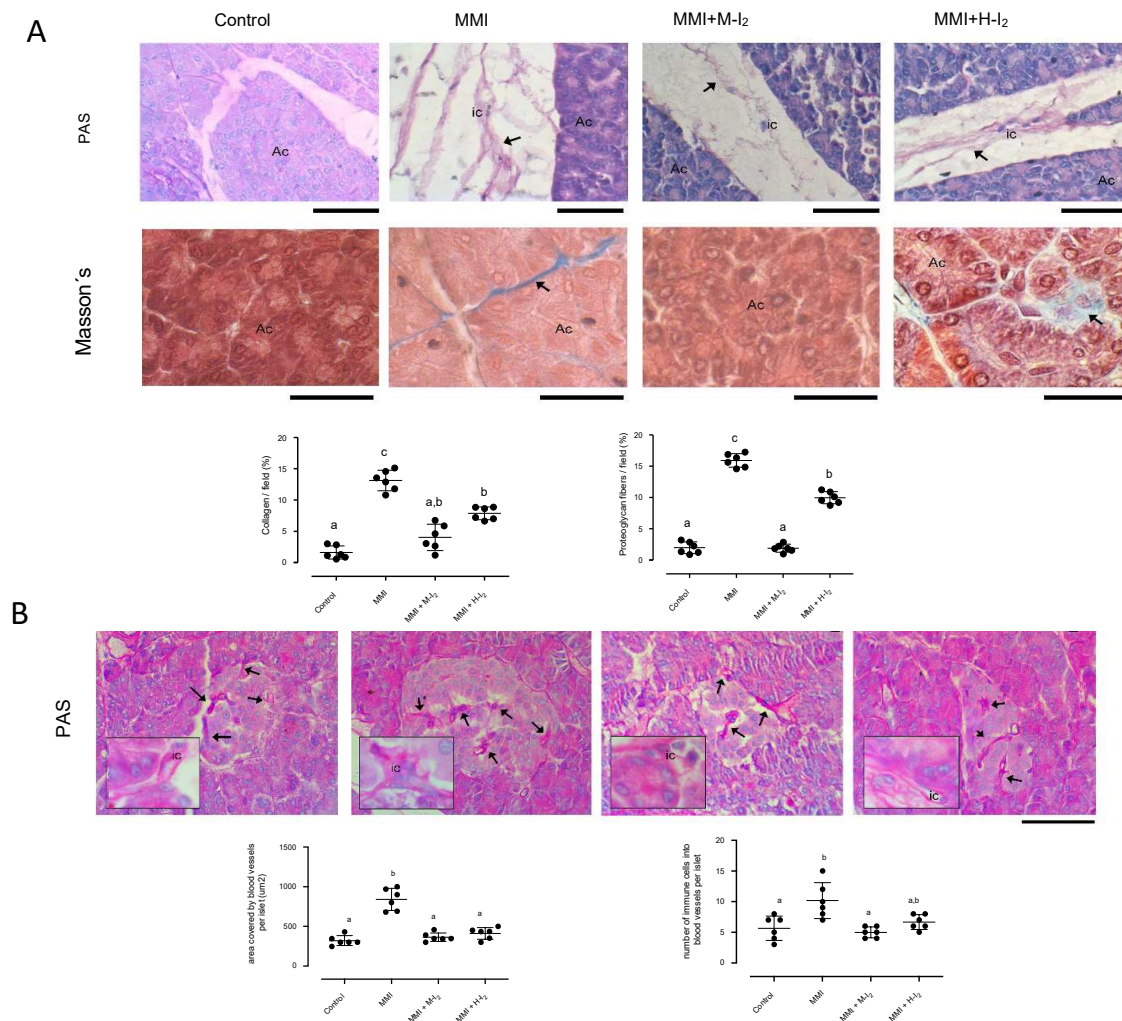 A
Control MMI MMI+M-I₂ MMI+H-I₂
PAS
Ac
ic
Ac
ic
Ac
ic
Ac
Masson´s
Ac
Ac
Ac
Ac
Collagen / field (%)
20
15
10
5
0
a
c
a,b
b
Control
MMI
MMI + M-I₂
MMI + H-I₂
Proteoglycan fibers / field (%)
20
15
10
5
0
a
c
a
b
Control
MMI
MMI + M-I₂
MMI + H-I₂
B
PAS
ic
ic
ic
ic
area covered by blood vessels
per islet (um2)
1500
1000
500
0
a
b
a
a
Control
MMI
MMI + M-I₂
MMI + H-I₂
number of immune cells into
blood vessels per islet
20
15
10
5
0
a
b
a
a,b
Control
MMI
MMI + M-I₂
MMI + H-I₂